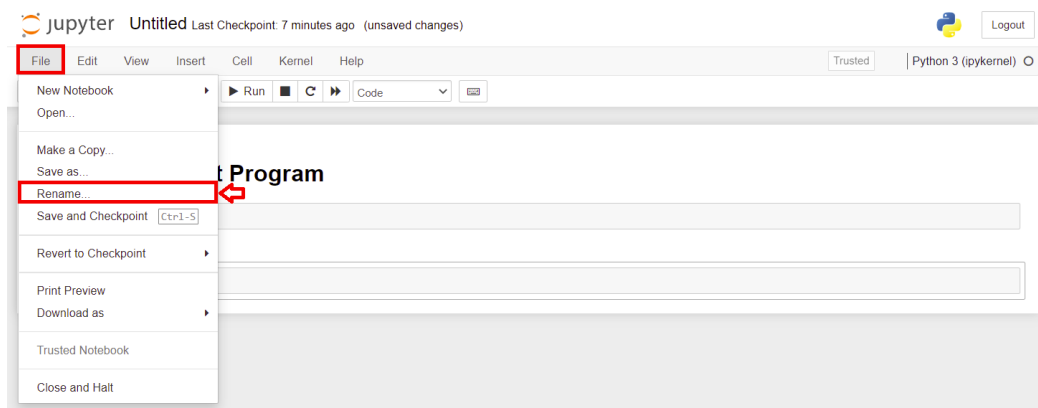 jupyter Untitled Last Checkpoint: 7 minutes ago (unsaved changes) Logout
File Edit View Insert Cell Kernel Help Trusted Python 3 (ipykernel)
New Notebook Run Code
Open...
Make a Copy...
Save as...
t Program
Rename...
Save and Checkpoint Ctrl-S
Revert to Checkpoint
Print Preview
Download as
Trusted Notebook
Close and Halt